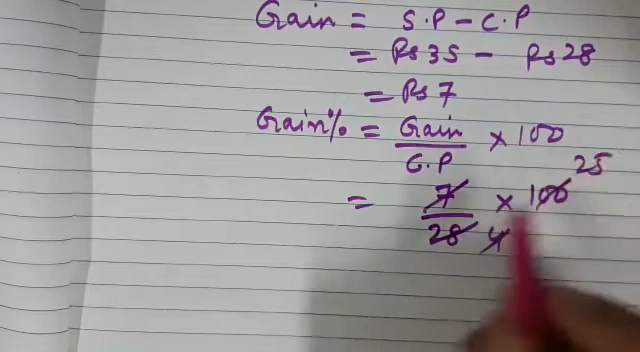 Gain = S.P - C.P
= Rs 35 - Rs 28
= Rs 7
Gain% = Gain/C.P × 100
= 7/28 × 100 25
4